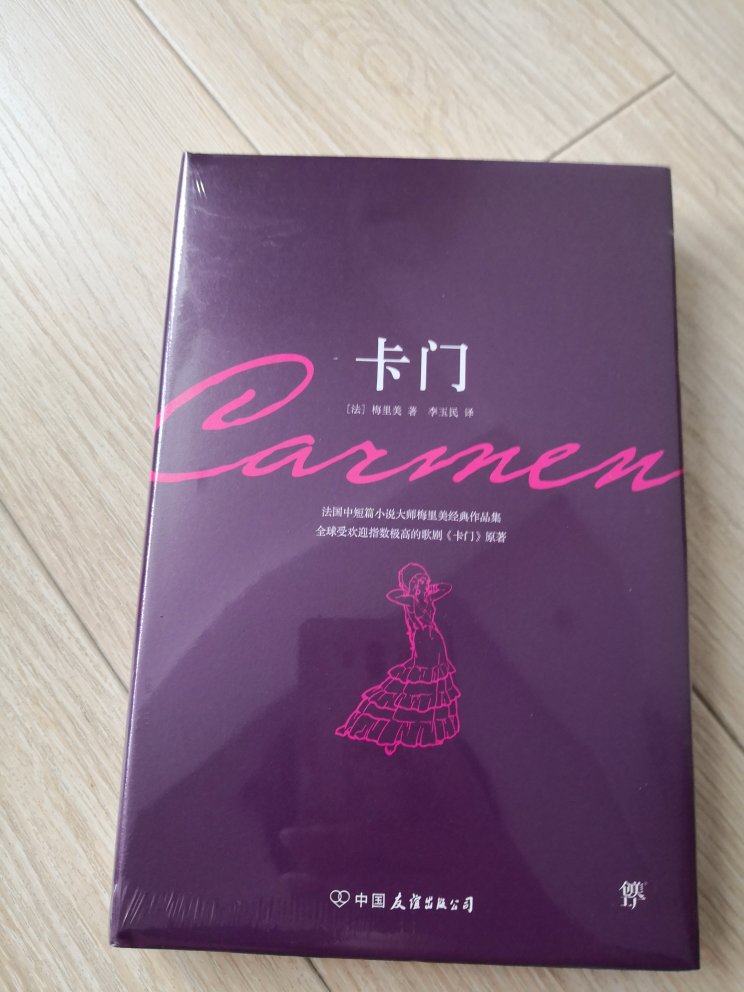 卡门
[法] 梅里美 著 李玉民 译
Carmen
法国中短篇小说大师梅里美经典作品集
全球受欢迎指数极高的歌剧《卡门》原著
中国友谊出版公司